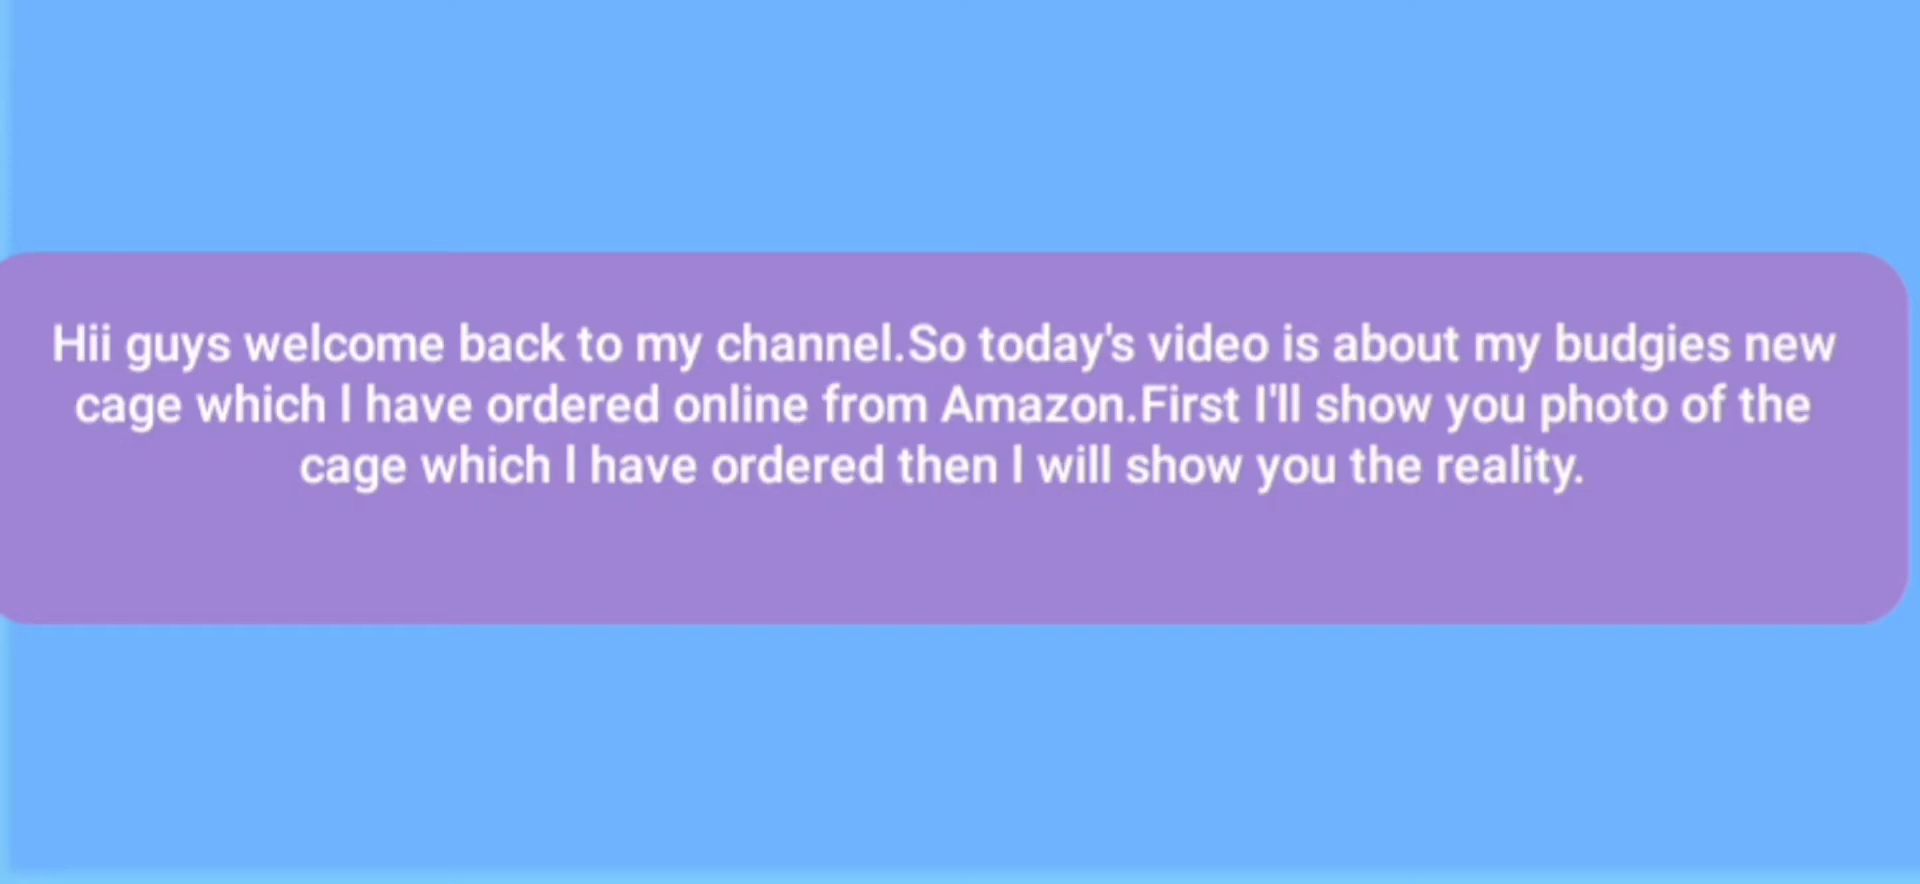 Hii guys welcome back to my channel.So today's video is about my budgies new
cage which I have ordered online from Amazon.First I'll show you photo of the
cage which I have ordered then I will show you the reality.